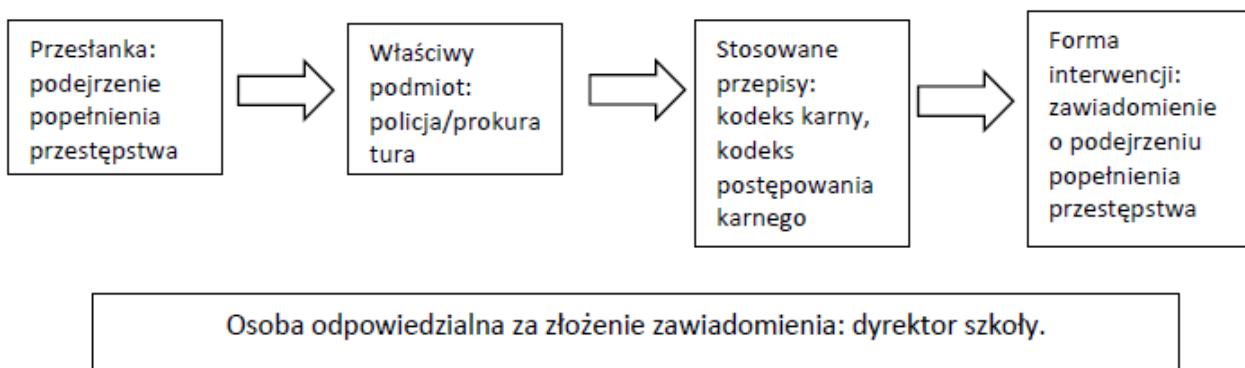 Przesłanka:
podejrzenie
popełnienia
przestępstwa
Właściwy
podmiot:
policja/prokura
tura
Stosowane
przepisy:
kodeks karny,
kodeks
postępowania
karnego
Forma
interwencji:
zawiadomienie
o podejrzeniu
popełnienia
przestępstwa
Osoba odpowiedzialna za złożenie zawiadomienia: dyrektor szkoły.